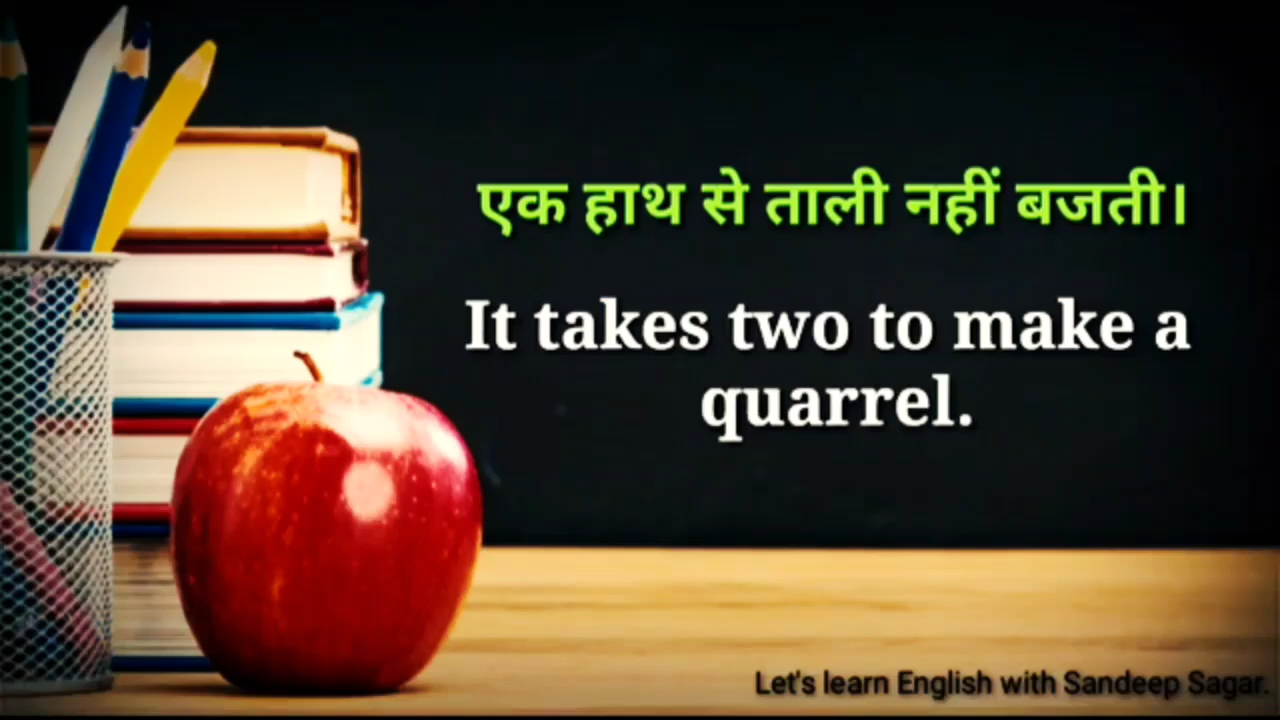 एक हाथ से ताली नहीं बजती।
It takes two to make a
quarrel.
Let's learn English with Sandeep Sagar.